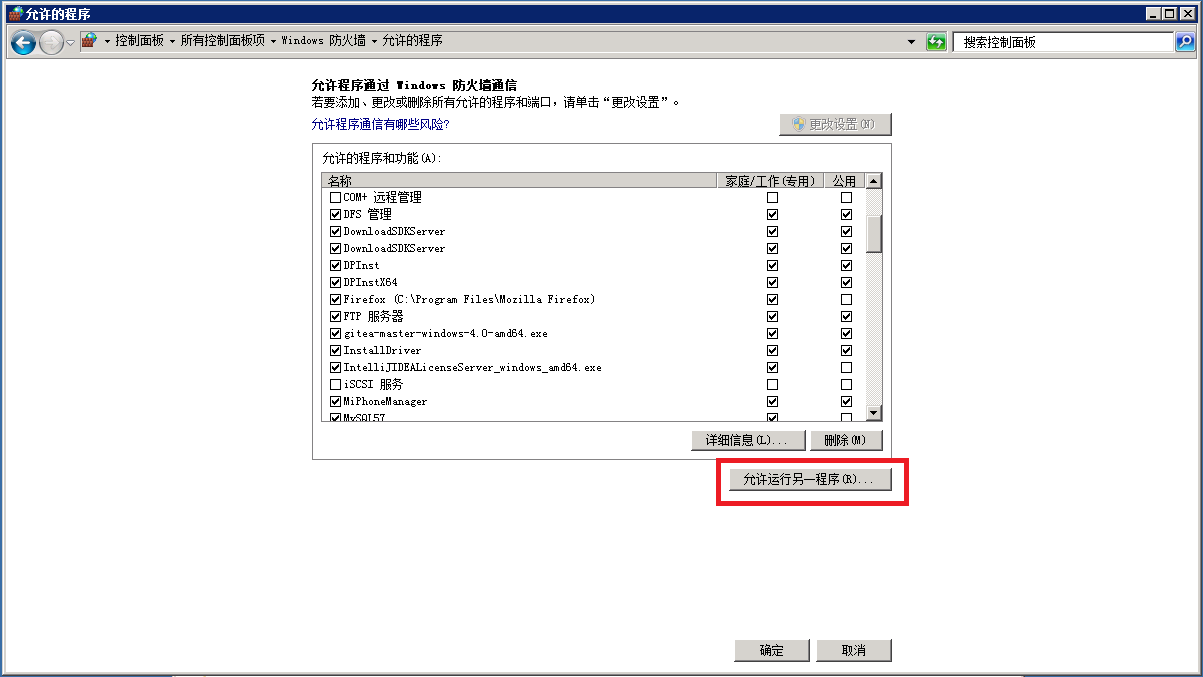 允许的程序
控制面板 所有控制面板项 Windows 防火墙 允许的程序 搜索控制面板
允许程序通过 Windows 防火墙通信
若要添加、更改或删除所有允许的程序和端口，请单击“更改设置”。
允许程序通信有哪些风险?
更改设置(N)
允许的程序和功能(A):
名称 家庭/工作(专用) 公用
COM+ 远程管理
DFS 管理
DownloadSDKServer
DownloadSDKServer
DPInst
DPInstX64
Firefox (C:\Program Files\Mozilla Firefox)
FTP 服务器
gitea-master-windows-4.0-amd64.exe
InstallDriver
IntelliJIDEALicenseServer_windows_amd64.exe
iSCSI 服务
MiPhoneManager
MySQL57
详细信息(L)... 删除(M)
允许运行另一程序(R)...
确定 取消